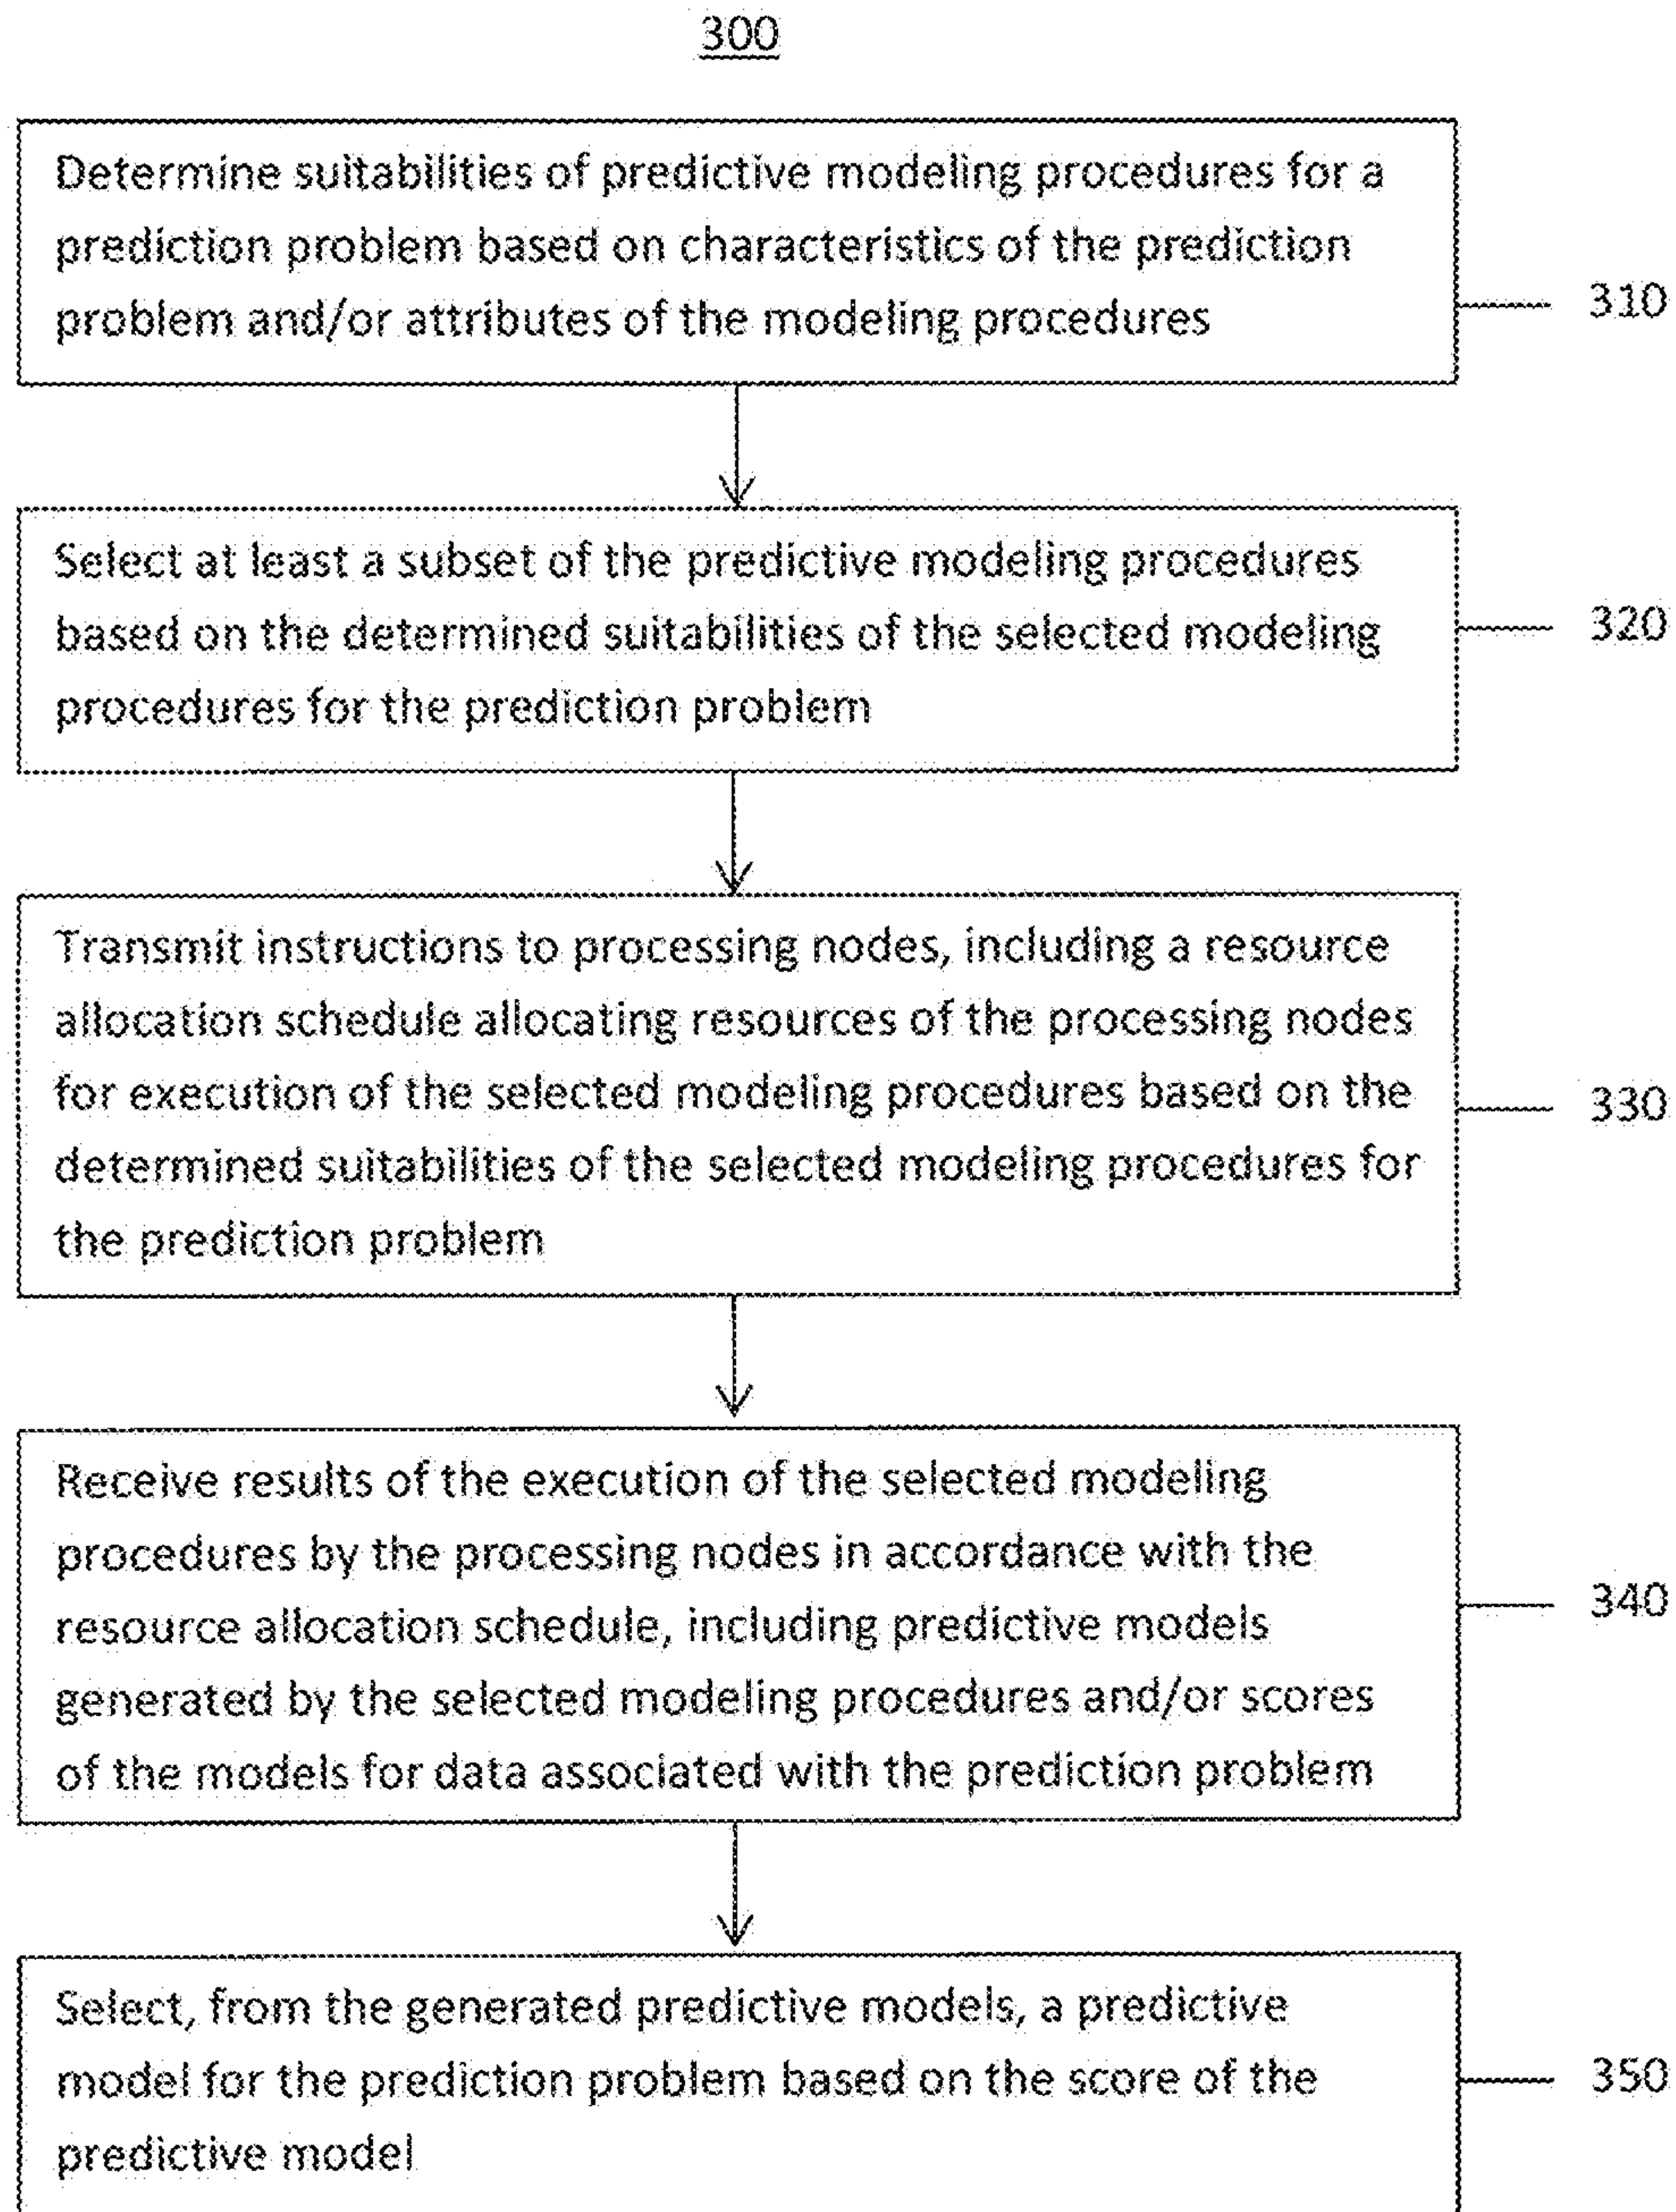 300
Determine suitabilities of predictive modeling procedures for a
prediction problem based on characteristics of the prediction
problem and/or attributes of the modeling procedures
310
Select at least a subset of the predictive modeling procedures
based on the determined suitabilities of the selected modeling
procedures for the prediction problem
320
Transmit instructions to processing nodes, including a resource
allocation schedule allocating resources of the processing nodes
for execution of the selected modeling procedures based on the
determined suitabilities of the selected modeling procedures for
the prediction problem
330
Receive results of the execution of the selected modeling
procedures by the processing nodes in accordance with the
resource allocation schedule, including predictive models
generated by the selected modeling procedures and/or scores
of the models for data associated with the prediction problem
340
Select, from the generated predictive models, a predictive
model for the prediction problem based on the score of the
predictive model
350